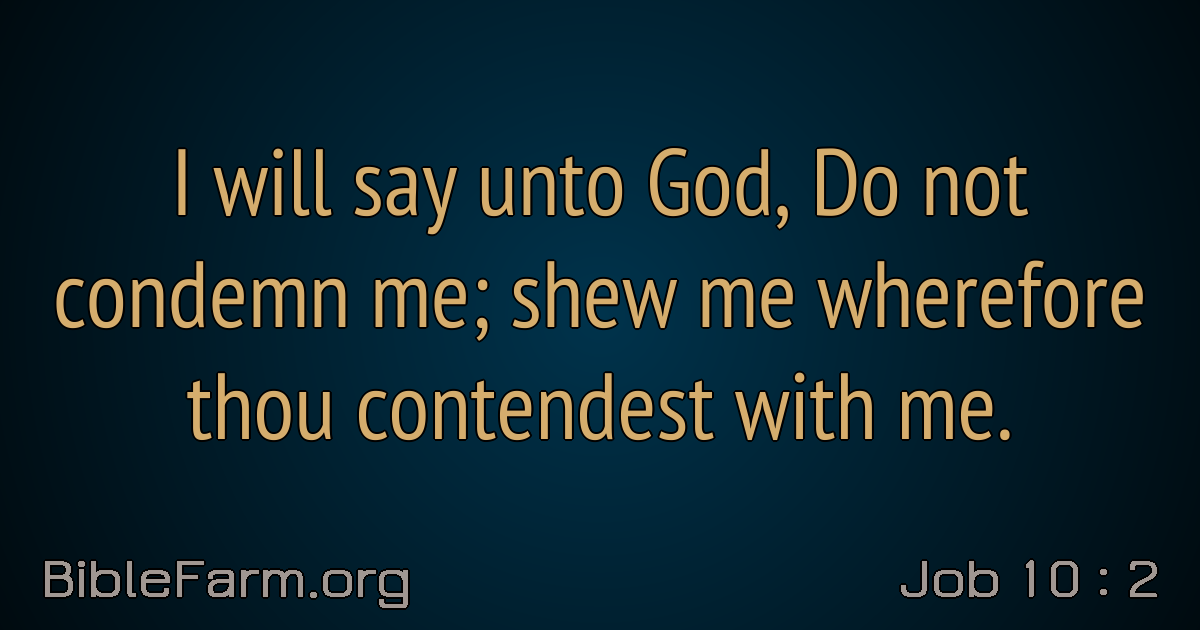 I will say unto God, Do not
condemn me; shew me wherefore
thou contendest with me.
BibleFarm.org
Job 10 : 2